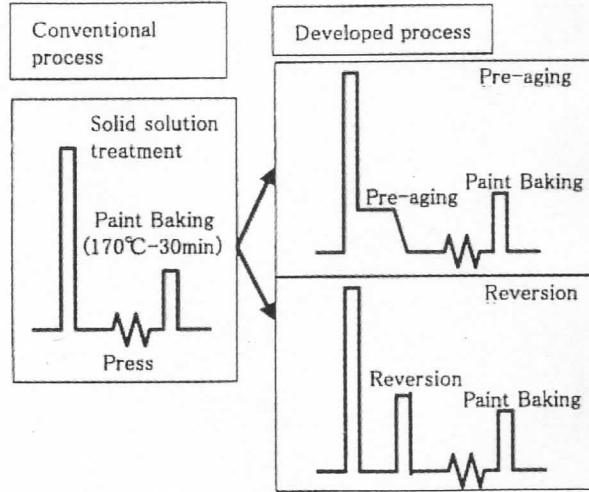 Conventional
process
Developed process
Solid solution
treatment
Paint Baking
(170℃-30min)
Press
Pre-aging
Pre-aging
Paint Baking
Reversion
Reversion
Paint Baking